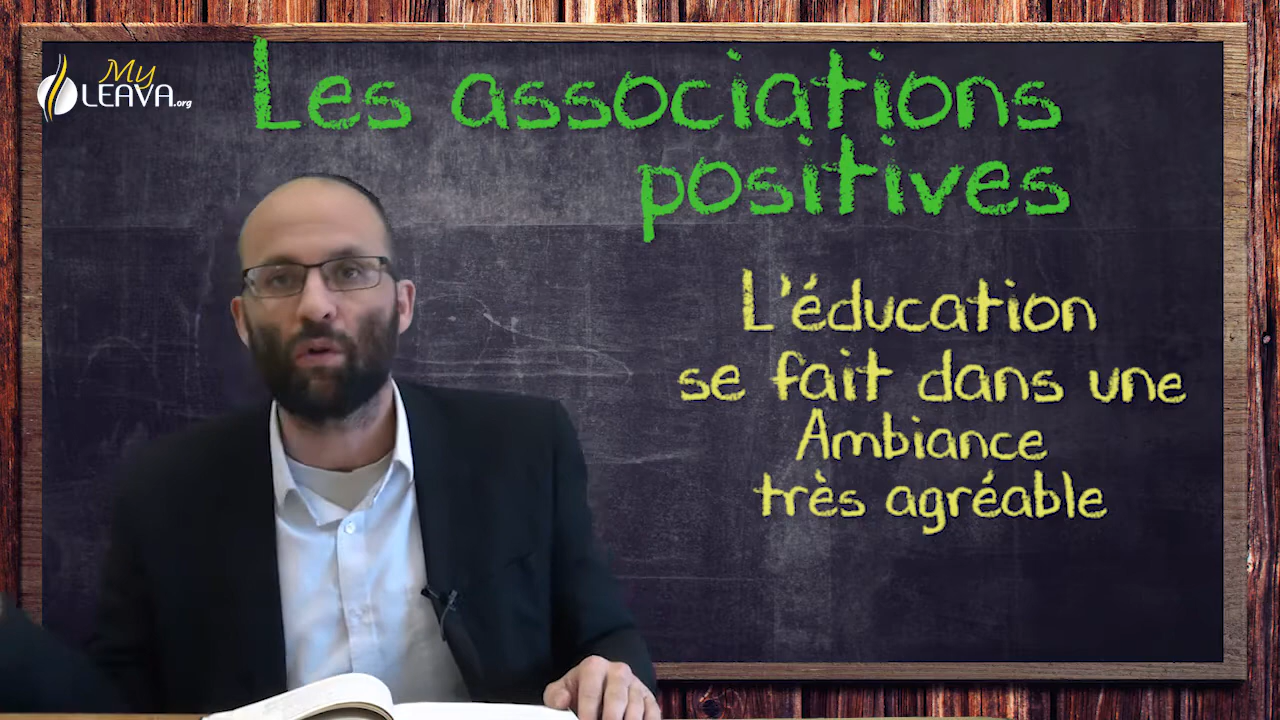 My
LEAVA.org
Les associations
positives
L'éducation
se fait dans une
Ambiance
très agréable